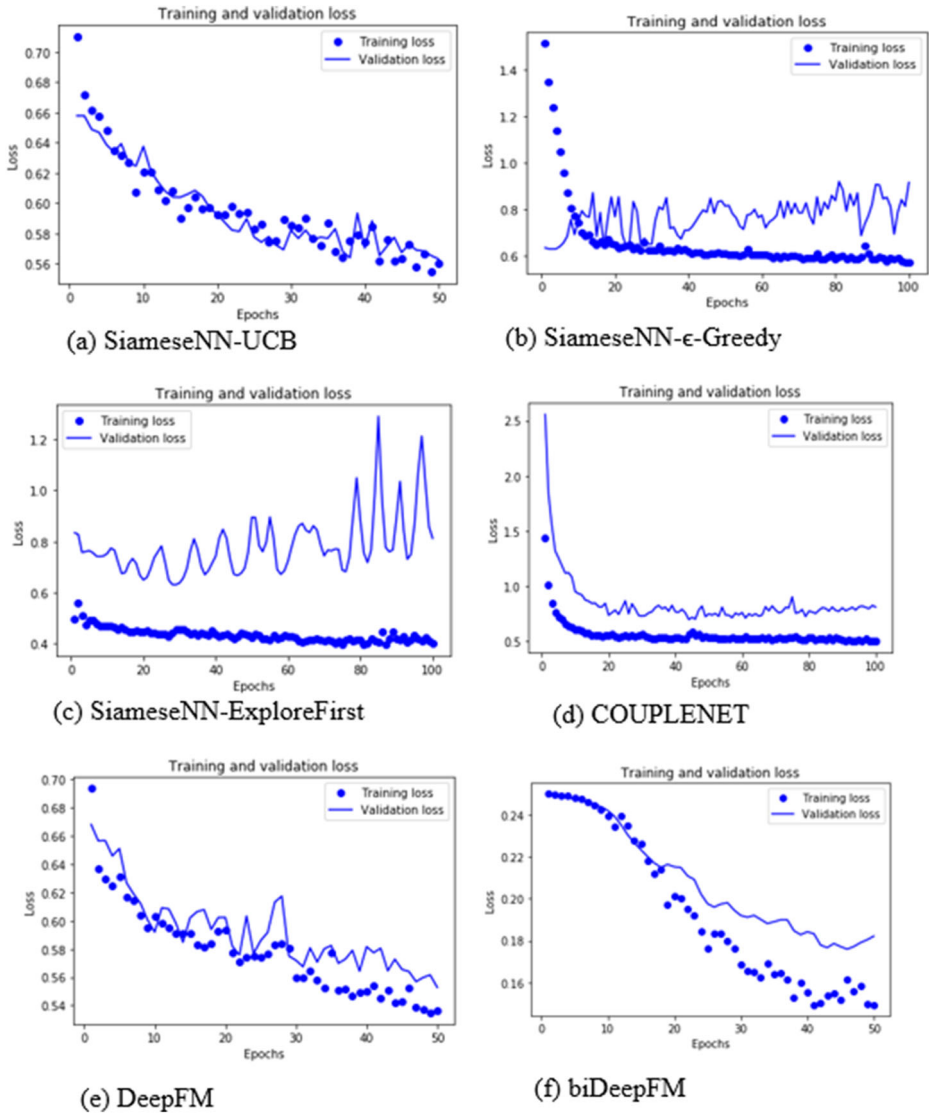 Training and validation loss
Training loss
Validation loss
0.70
0.68
0.66
0.64
0.62
0.60
0.58
0.56
Loss
0 10 20 30 40 50
Epochs
(a) SiameseNN-UCB
Training and validation loss
Training loss
Validation loss
1.4
1.2
1.0
0.8
0.6
Loss
0 20 40 60 80 100
Epochs
(b) SiameseNN-ϵ-Greedy
Training and validation loss
Training loss
Validation loss
1.2
1.0
0.8
0.6
0.4
Loss
0 20 40 60 80 100
Epochs
(c) SiameseNN-ExploreFirst
Training and validation loss
Training loss
Validation loss
2.5
2.0
1.5
1.0
0.5
Loss
0 20 40 60 80 100
Epochs
(d) COUPLENET
Training and validation loss
Training loss
Validation loss
0.70
0.68
0.66
0.64
0.62
0.60
0.58
0.56
0.54
Loss
0 10 20 30 40 50
Epochs
(e) DeepFM
Training and validation loss
Training loss
Validation loss
0.24
0.22
0.20
0.18
0.16
Loss
0 10 20 30 40 50
Epochs
(f) biDeepFM